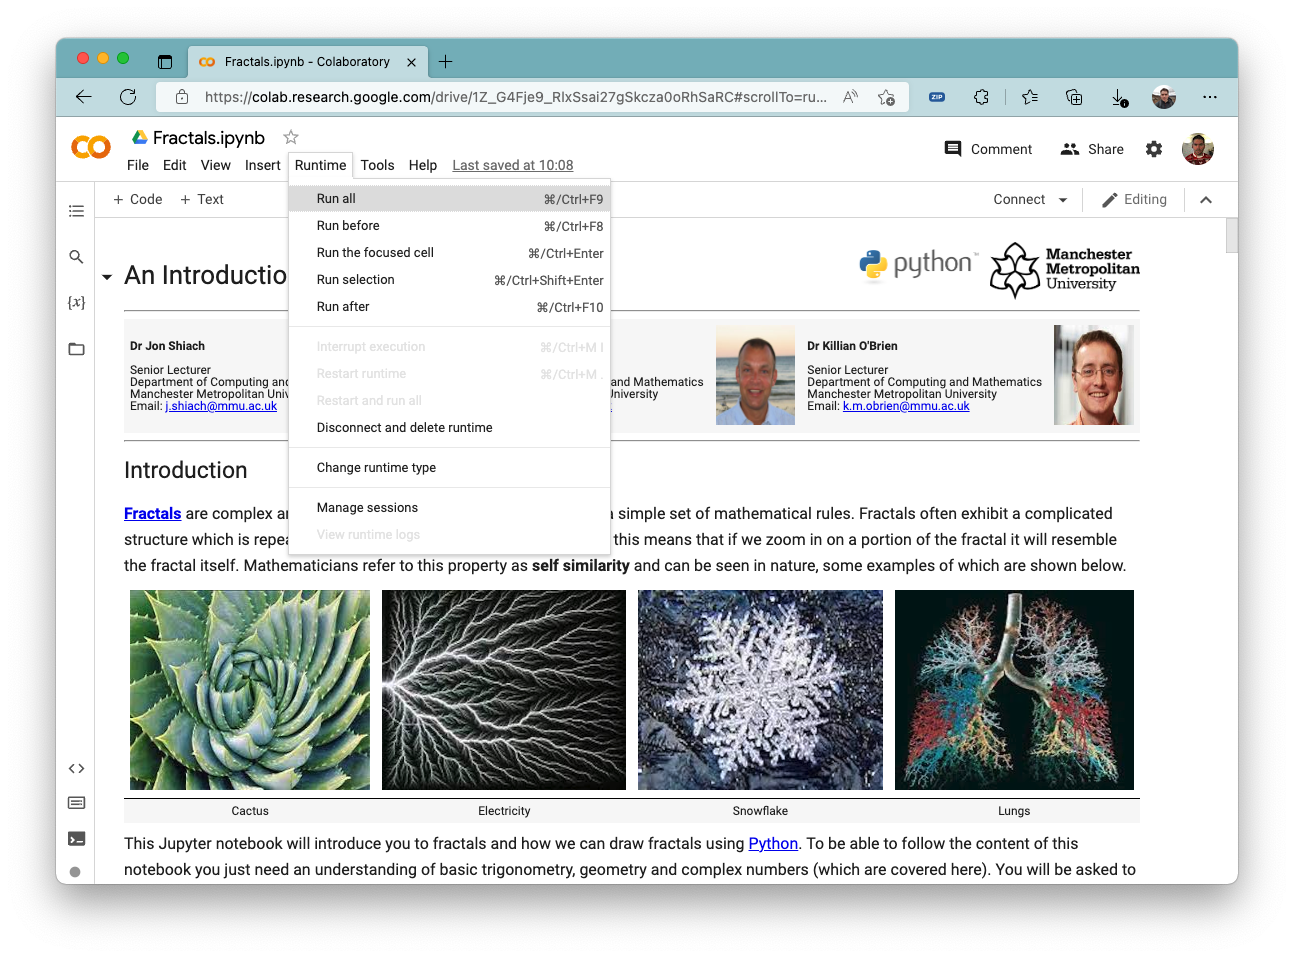 Fractals.ipynb - Colaboratory
https://colab.research.google.com/drive/1Z_G4Fje9_RlxSsai27gSkcza0oRhSaRC#scrollTo=ru...
ZIP
CO
Fractals.ipynb
File Edit View Insert Runtime Tools Help Last saved at 10:08
Comment Share
+ Code + Text
Connect Editing
Run all ⌘/Ctrl+F9
Run before ⌘/Ctrl+F8
Run the focused cell ⌘/Ctrl+Enter
Run selection ⌘/Ctrl+Shift+Enter
Run after ⌘/Ctrl+F10
Interrupt execution ⌘/Ctrl+M I
Restart runtime ⌘/Ctrl+M .
Restart and run all
Disconnect and delete runtime
Change runtime type
Manage sessions
View runtime logs
{x}
An Introductio
python™
Manchester
Metropolitan
University
Dr Jon Shiach
Senior Lecturer
Department of Computing and
Manchester Metropolitan Univ
Email: j.shiach@mmu.ac.uk
and Mathematics
University
Dr Killian O'Brien
Senior Lecturer
Department of Computing and Mathematics
Manchester Metropolitan University
Email: k.m.obrien@mmu.ac.uk
Introduction
Fractals are complex a simple set of mathematical rules. Fractals often exhibit a complicated
structure which is repea this means that if we zoom in on a portion of the fractal it will resemble
the fractal itself. Mathematicians refer to this property as self similarity and can be seen in nature, some examples of which are shown below.
Cactus Electricity Snowflake Lungs
This Jupyter notebook will introduce you to fractals and how we can draw fractals using Python. To be able to follow the content of this
notebook you just need an understanding of basic trigonometry, geometry and complex numbers (which are covered here). You will be asked to